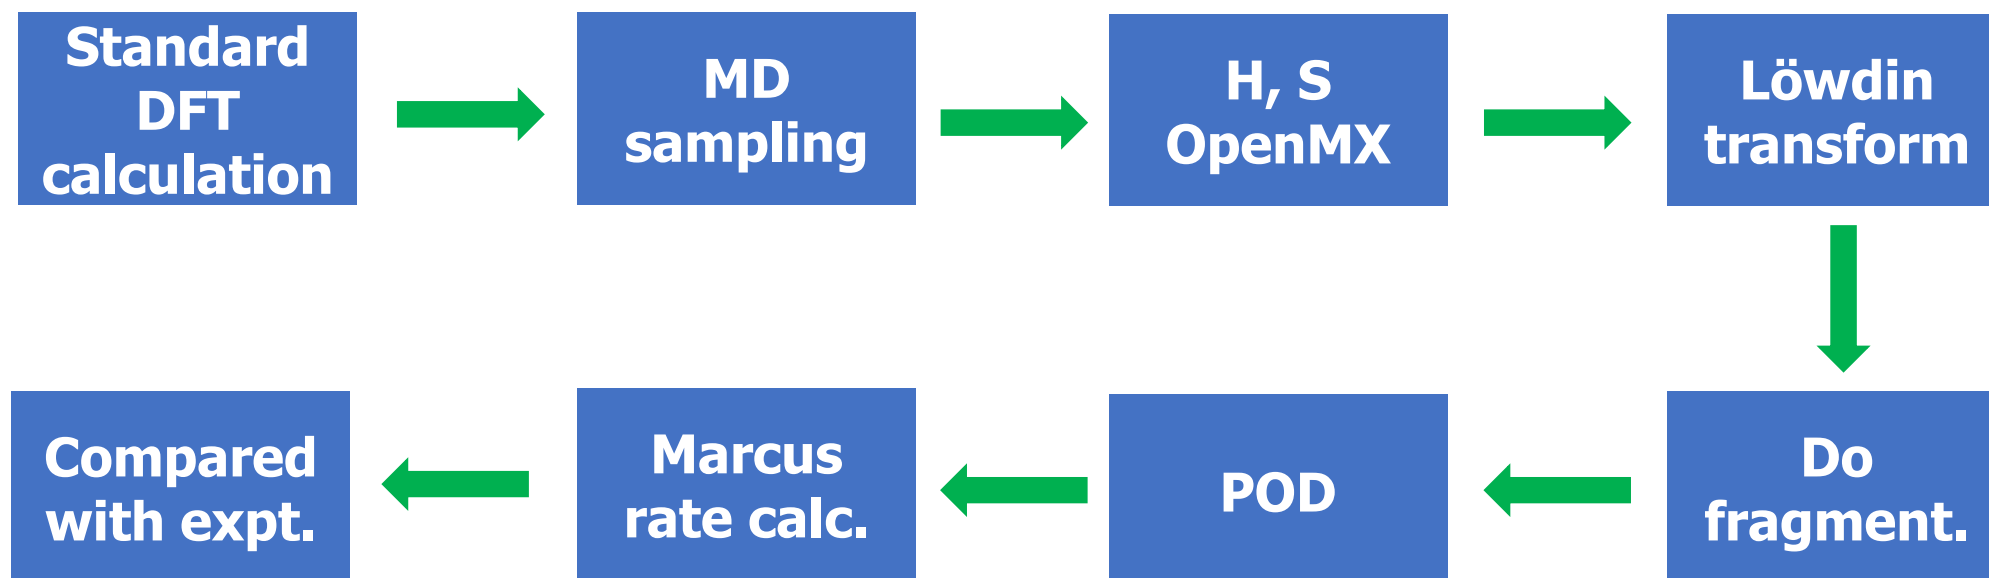 Standard
DFT
calculation
MD
sampling
H, S
OpenMX
Löwdin
transform
Do
fragment.
POD
Marcus
rate calc.
Compared
with expt.